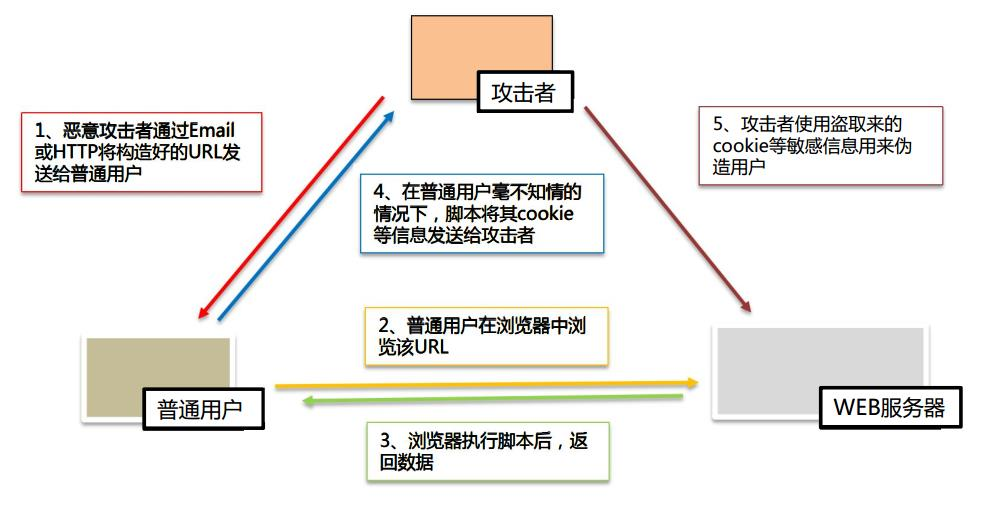 攻击者
1、恶意攻击者通过Email
或HTTP将构造好的URL发
送给普通用户
5、攻击者使用盗取来的
cookie等敏感信息用来伪
造用户
4、在普通用户毫不知情的
情况下，脚本将其cookie
等信息发送给攻击者
2、普通用户在浏览器中浏
览该URL
普通用户
WEB服务器
3、浏览器执行脚本后，返
回数据